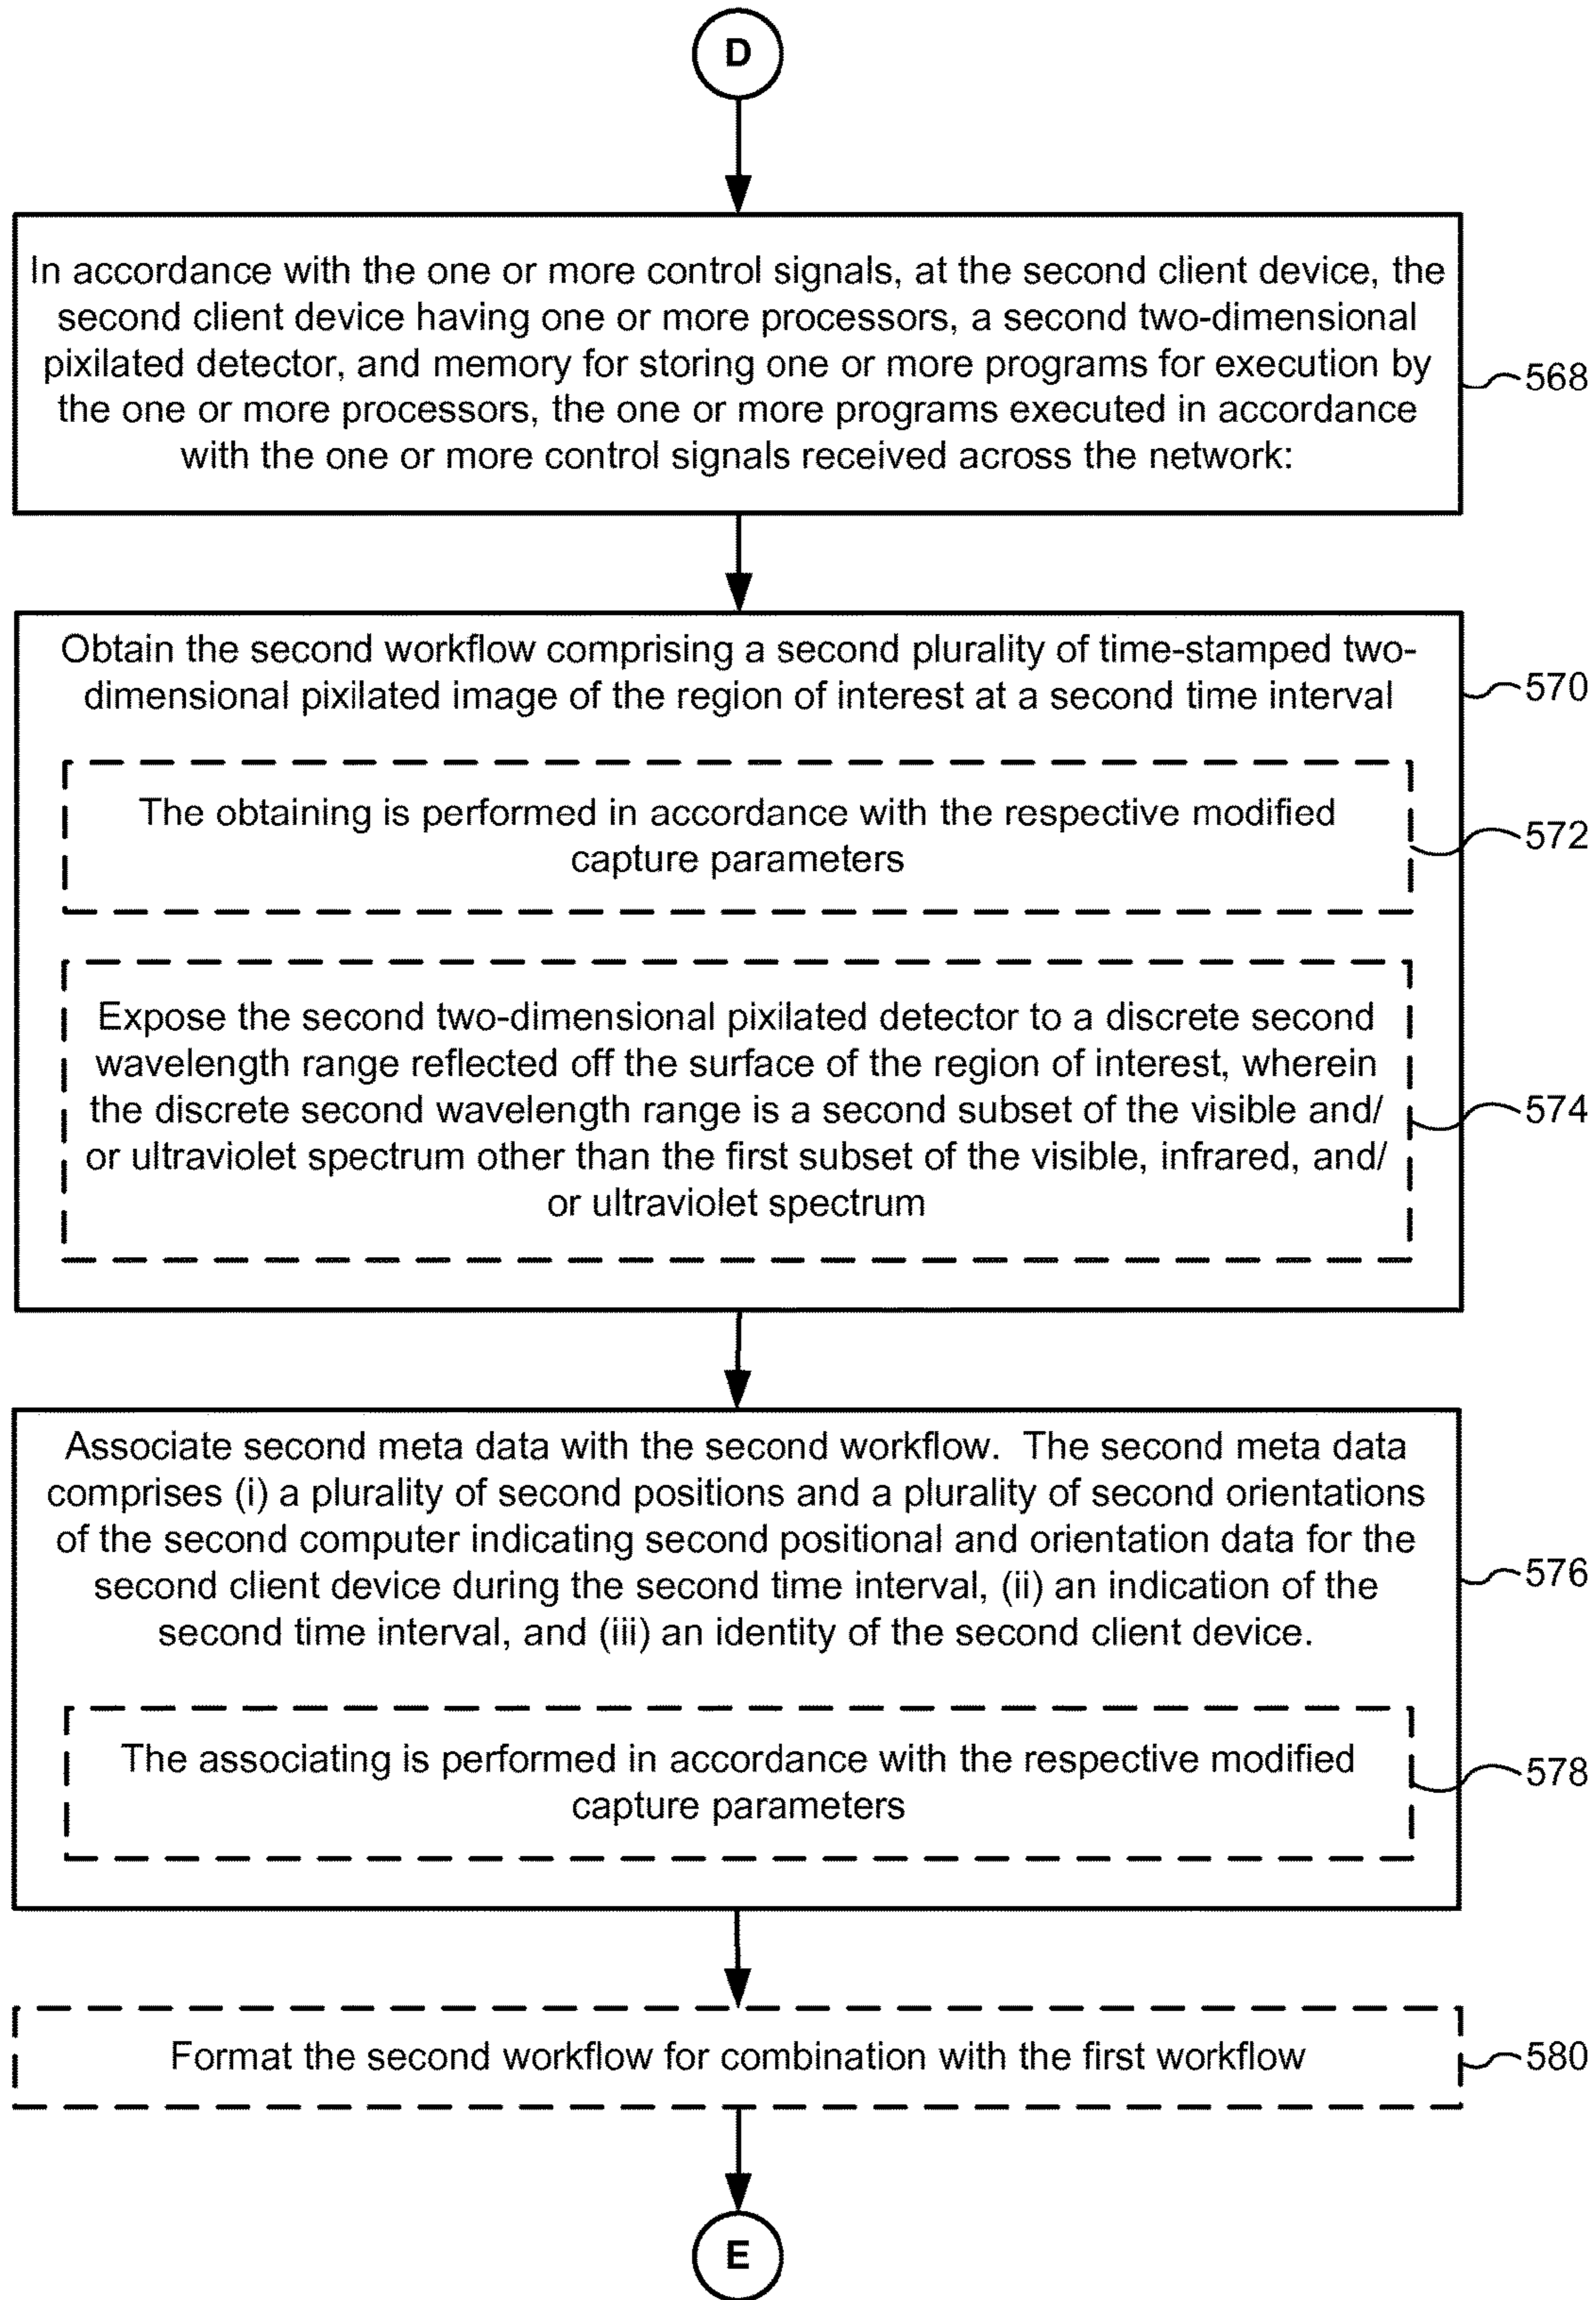 D
In accordance with the one or more control signals, at the second client device, the
second client device having one or more processors, a second two-dimensional
pixilated detector, and memory for storing one or more programs for execution by
the one or more processors, the one or more programs executed in accordance
with the one or more control signals received across the network:
568
Obtain the second workflow comprising a second plurality of time-stamped two-
dimensional pixilated image of the region of interest at a second time interval
570
The obtaining is performed in accordance with the respective modified
capture parameters
572
Expose the second two-dimensional pixilated detector to a discrete second
wavelength range reflected off the surface of the region of interest, wherein
the discrete second wavelength range is a second subset of the visible and/
or ultraviolet spectrum other than the first subset of the visible, infrared, and/
or ultraviolet spectrum
574
Associate second meta data with the second workflow.  The second meta data
comprises (i) a plurality of second positions and a plurality of second orientations
of the second computer indicating second positional and orientation data for the
second client device during the second time interval, (ii) an indication of the
second time interval, and (iii) an identity of the second client device.
576
The associating is performed in accordance with the respective modified
capture parameters
578
Format the second workflow for combination with the first workflow
580
E